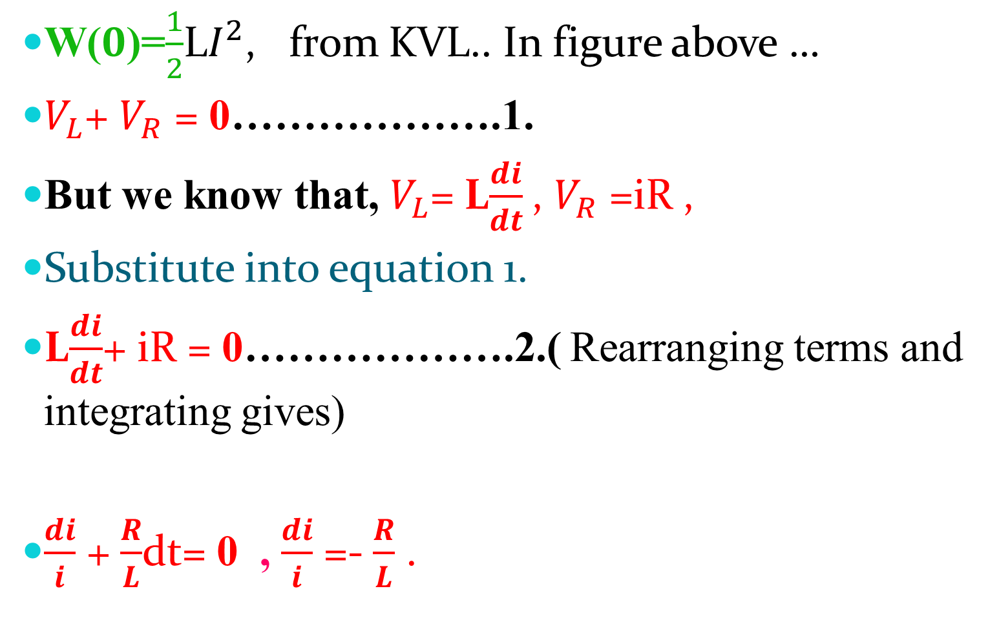 • W(0)=\frac{1}{2}LI², from KVL.. In figure above ...
• V_L+ V_R = 0...................1.
• But we know that, V_L= L\frac{di}{dt} , V_R =iR ,
• Substitute into equation 1.
• L\frac{di}{dt}+ iR = 0...................2.( Rearranging terms and
integrating gives)
• \frac{di}{i} + \frac{R}{L}dt= 0 , \frac{di}{i} =- \frac{R}{L} .